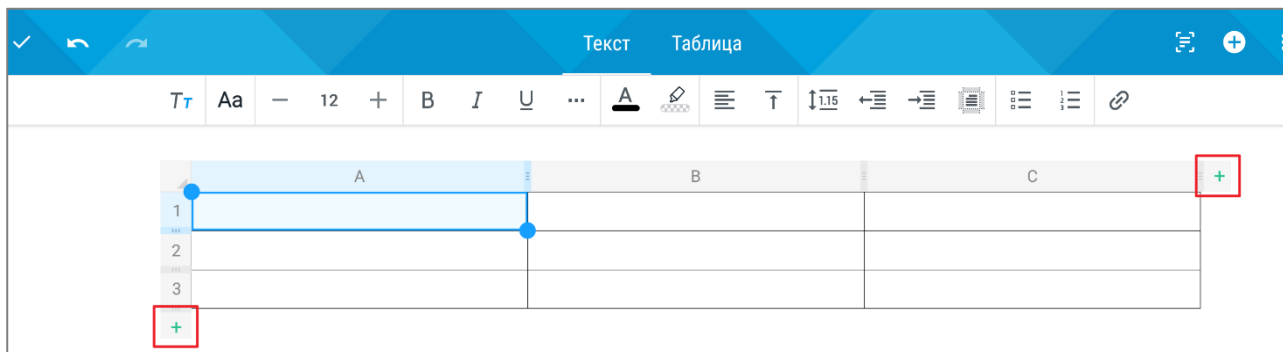 Текст Таблица
Tт Aa — 12 + B I U ... A 1.15
A B C +
1
2
3
+